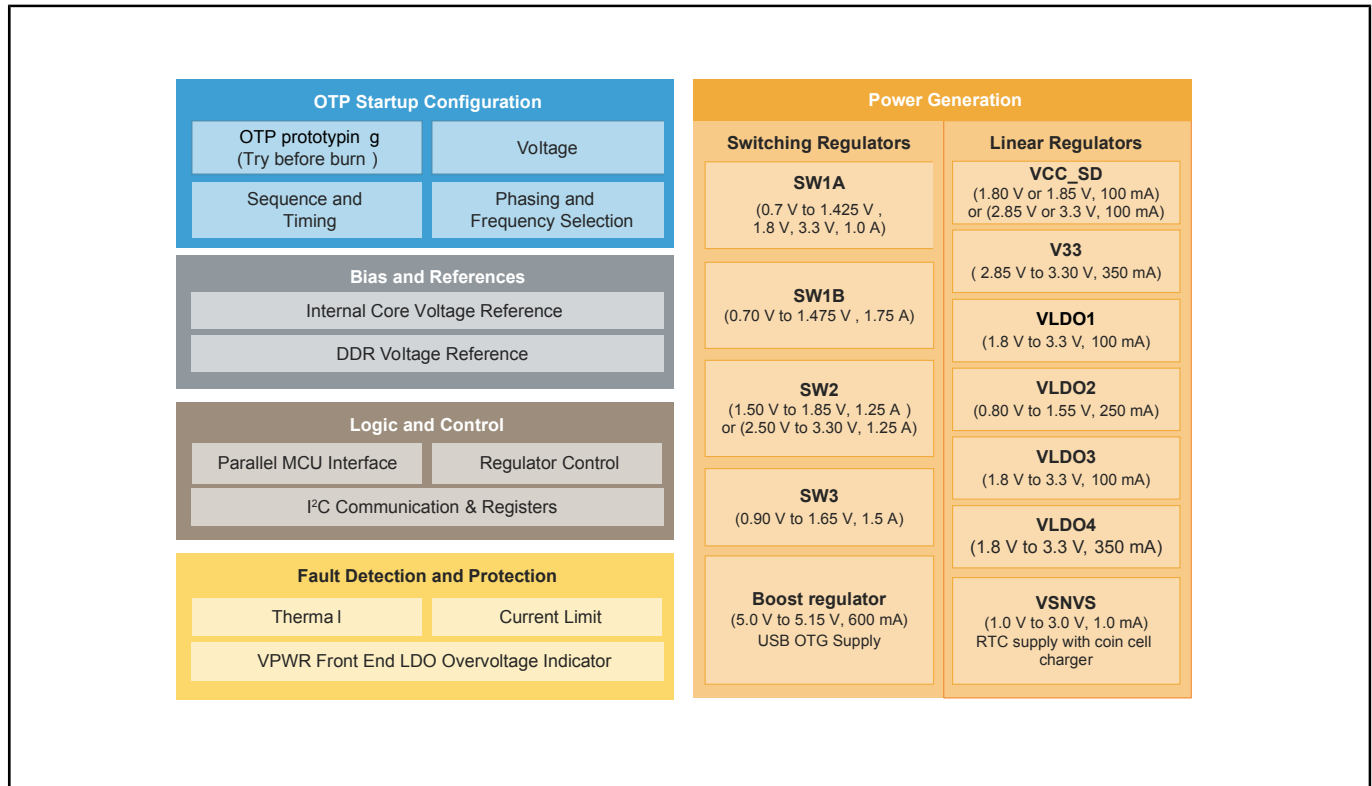 OTP Startup Configuration
OTP prototypin g
(Try before burn )
Voltage
Sequence and
Timing
Phasing and
Frequency Selection
Bias and References
Internal Core Voltage Reference
DDR Voltage Reference
Logic and Control
Parallel MCU Interface
Regulator Control
I²C Communication & Registers
Fault Detection and Protection
Therma l
Current Limit
VPWR Front End LDO Overvoltage Indicator
Power Generation
Switching Regulators
SW1A
(0.7 V to 1.425 V ,
1.8 V, 3.3 V, 1.0 A)
SW1B
(0.70 V to 1.475 V , 1.75 A)
SW2
(1.50 V to 1.85 V, 1.25 A )
or (2.50 V to 3.30 V, 1.25 A)
SW3
(0.90 V to 1.65 V, 1.5 A)
Boost regulator
(5.0 V to 5.15 V, 600 mA)
USB OTG Supply
Linear Regulators
VCC_SD
(1.80 V or 1.85 V, 100 mA)
or (2.85 V or 3.3 V, 100 mA)
V33
( 2.85 V to 3.30 V, 350 mA)
VLDO1
(1.8 V to 3.3 V, 100 mA)
VLDO2
(0.80 V to 1.55 V, 250 mA)
VLDO3
(1.8 V to 3.3 V, 100 mA)
VLDO4
(1.8 V to 3.3 V, 350 mA)
VSNVS
(1.0 V to 3.0 V, 1.0 mA)
RTC supply with coin cell
charger